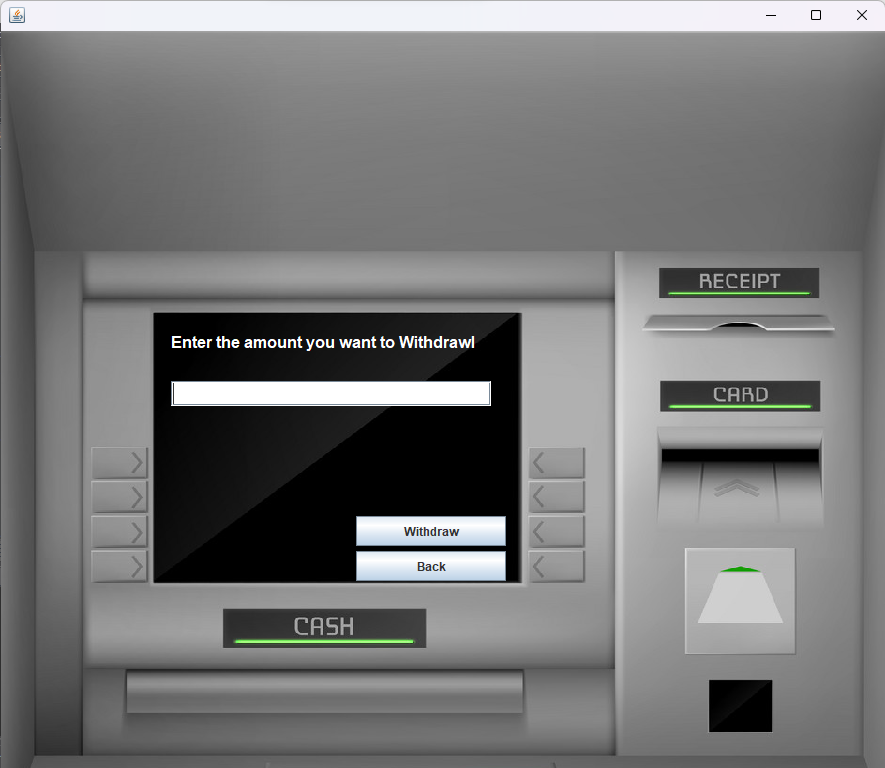 Enter the amount you want to Withdrawl
Withdraw
Back
CASH
RECEIPT
CARD